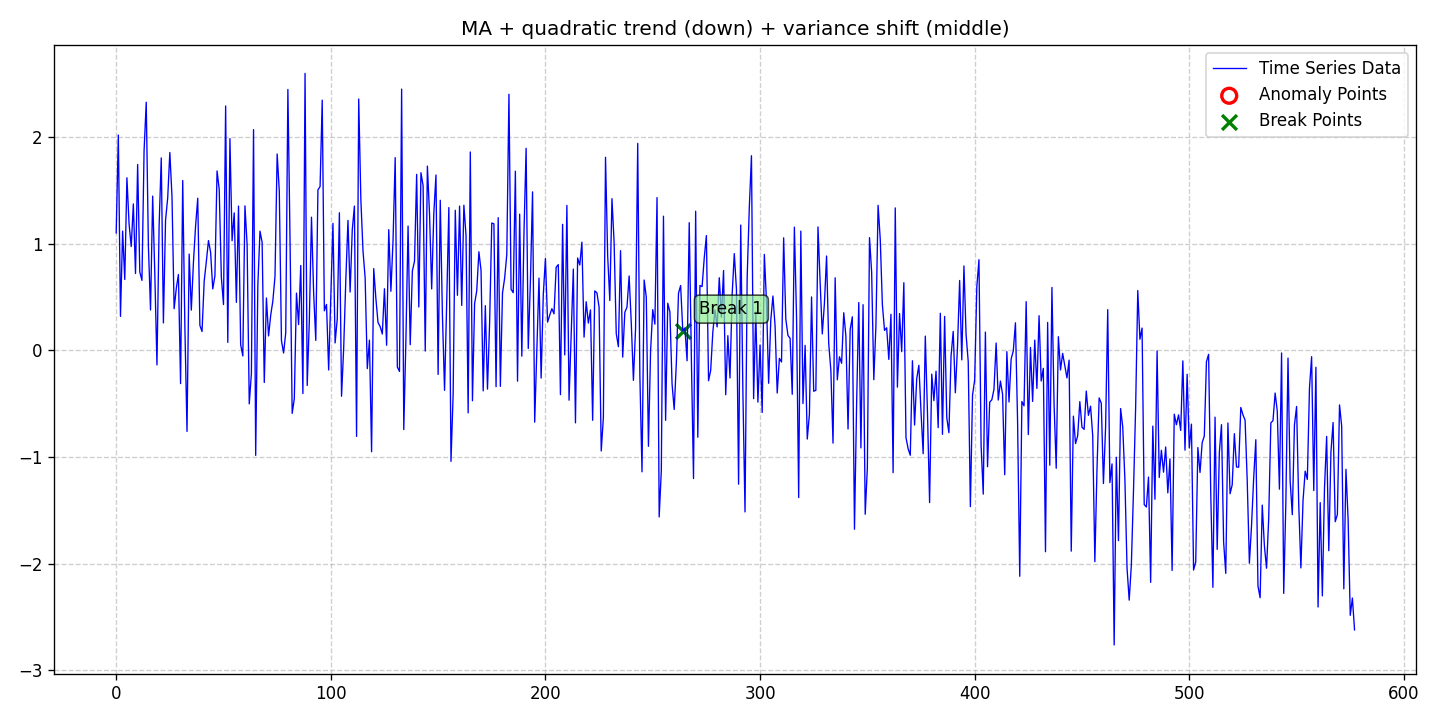 MA + quadratic trend (down) + variance shift (middle)
Time Series Data
Anomaly Points
Break Points
Break 1
2
1
0
−1
−2
−3
0 100 200 300 400 500 600